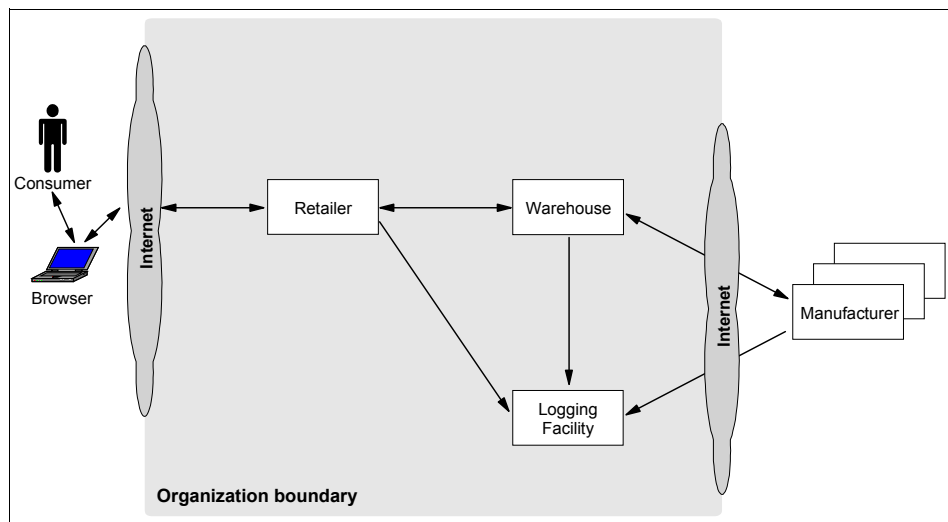 Consumer
Browser
Internet
Retailer
Warehouse
Logging
Facility
Internet
Manufacturer
Organization boundary